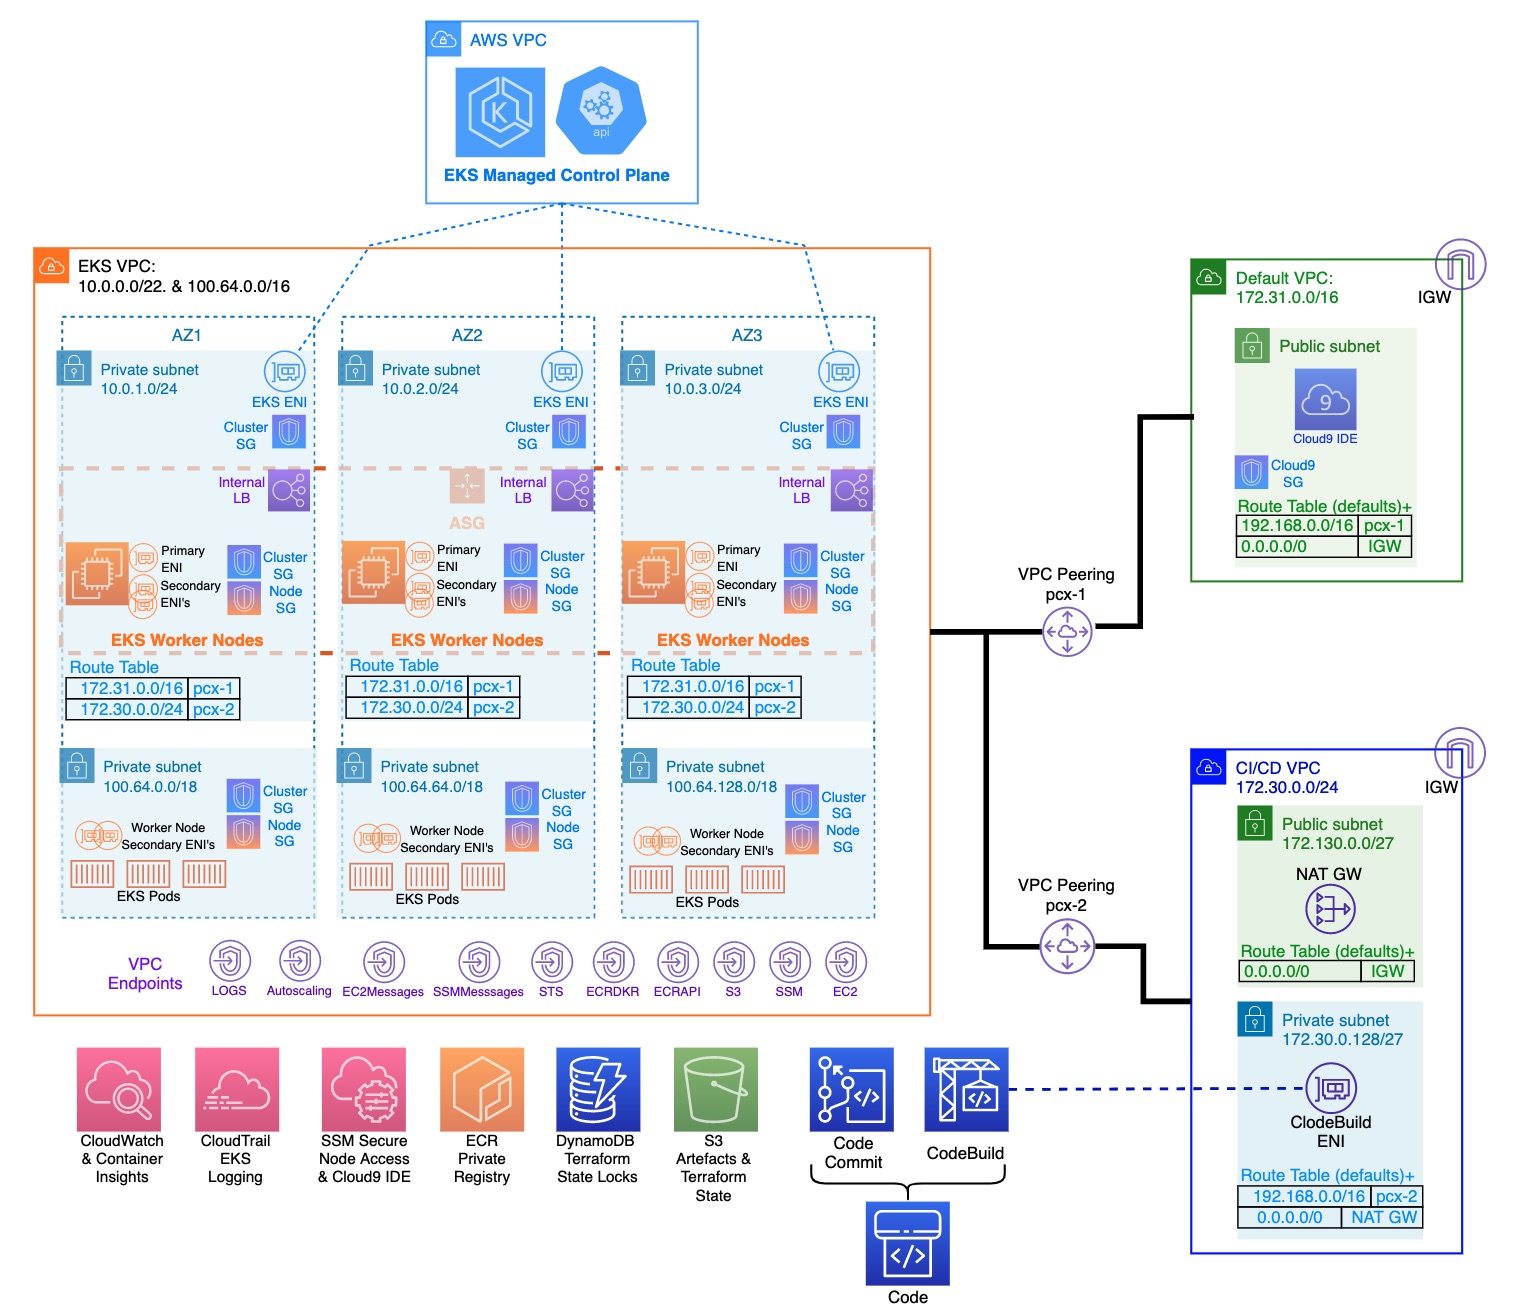 AWS VPC
api
EKS Managed Control Plane
EKS VPC:
10.0.0.0/22. & 100.64.0.0/16
AZ1
Private subnet
10.0.1.0/24
EKS ENI
Cluster
SG
Internal
LB
Primary
ENI
Secondary
ENI's
Cluster
SG
Node
SG
EKS Worker Nodes
Route Table
172.31.0.0/16 pcx-1
172.30.0.0/24 pcx-2
Private subnet
100.64.0.0/18
Cluster
SG
Node
SG
Worker Node
Secondary ENI's
EKS Pods
AZ2
Private subnet
10.0.2.0/24
EKS ENI
Cluster
SG
ASG
Internal
LB
Primary
ENI
Secondary
ENI's
Cluster
SG
Node
SG
EKS Worker Nodes
Route Table
172.31.0.0/16 pcx-1
172.30.0.0/24 pcx-2
Private subnet
100.64.64.0/18
Cluster
SG
Node
SG
Worker Node
Secondary ENI's
EKS Pods
AZ3
Private subnet
10.0.3.0/24
EKS ENI
Cluster
SG
Internal
LB
Primary
ENI
Secondary
ENI's
Cluster
SG
Node
SG
EKS Worker Nodes
Route Table
172.31.0.0/16 pcx-1
172.30.0.0/24 pcx-2
Private subnet
100.64.128.0/18
Cluster
SG
Node
SG
Worker Node
Secondary ENI's
EKS Pods
VPC
Endpoints
LOGS
Autoscaling
EC2Messages
SSMMesssages
STS
ECRDKR
ECRAPI
S3
SSM
EC2
VPC Peering
pcx-1
VPC Peering
pcx-2
Default VPC:
172.31.0.0/16
IGW
Public subnet
9
Cloud9 IDE
Cloud9
SG
Route Table (defaults)+
192.168.0.0/16 pcx-1
0.0.0.0/0 IGW
CI/CD VPC
172.30.0.0/24
IGW
Public subnet
172.130.0.0/27
NAT GW
Route Table (defaults)+
0.0.0.0/0 IGW
Private subnet
172.30.0.128/27
ClodeBuild
ENI
Route Table (defaults)+
192.168.0.0/16 pcx-2
0.0.0.0/0 NAT GW
CloudWatch
& Container
Insights
CloudTrail
EKS
Logging
SSM Secure
Node Access
& Cloud9 IDE
ECR
Private
Registry
DynamoDB
Terraform
State Locks
S3
Artefacts &
Terraform
State
Code
Commit
CodeBuild
Code